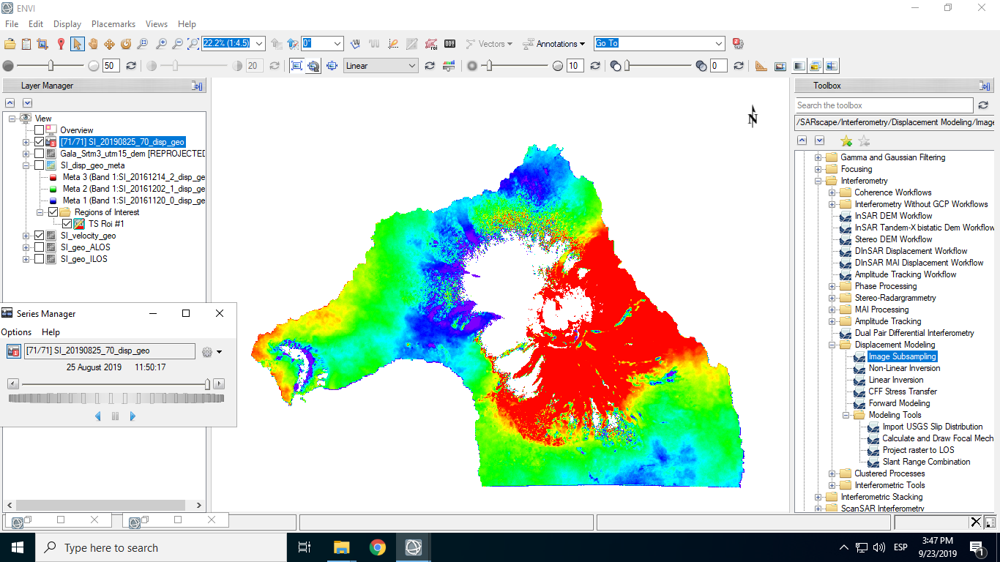 ENVI
File Edit Display Placemarks Views Help
22.2% (1:4.5) 0° Vectors Annotations Go To
50 20 Linear 10 0
Layer Manager
View
Overview
[71/71] SI_20190825_70_disp_geo
Gala_Srtm3_utm15_dem [REPROJECTED
SI_disp_geo_meta
Meta 3 (Band 1:SI_20161214_2_disp_ge
Meta 2 (Band 1:SI_20161202_1_disp_ge
Meta 1 (Band 1:SI_20161120_0_disp_ge
Regions of Interest
TS Roi #1
SI_velocity_geo
SI_geo_ALOS
SI_geo_ILOS
Series Manager
Options Help
[71/71] SI_20190825_70_disp_geo
25 August 2019 11:50:17
N
Toolbox
Search the toolbox
/SARscape/Interferometry/Displacement Modeling/Image
Gamma and Gaussian Filtering
Focusing
Interferometry
Coherence Workflows
Interferometry Without GCP Workflows
InSAR DEM Workflow
InSAR Tandem-X bistatic Dem Workflow
Stereo DEM Workflow
DInSAR Displacement Workflow
DInSAR MAI Displacement Workflow
Amplitude Tracking Workflow
Phase Processing
Stereo-Radargrammetry
MAI Processing
Amplitude Tracking
Dual Pair Differential Interferometry
Displacement Modeling
Image Subsampling
Non-Linear Inversion
Linear Inversion
CFF Stress Transfer
Forward Modeling
Modeling Tools
Import USGS Slip Distribution
Calculate and Draw Focal Mech
Project raster to LOS
Slant Range Combination
Clustered Processes
Interferometric Tools
Interferometric Stacking
ScanSAR Interferometry
Type here to search
ESP
3:47 PM
9/23/2019
1